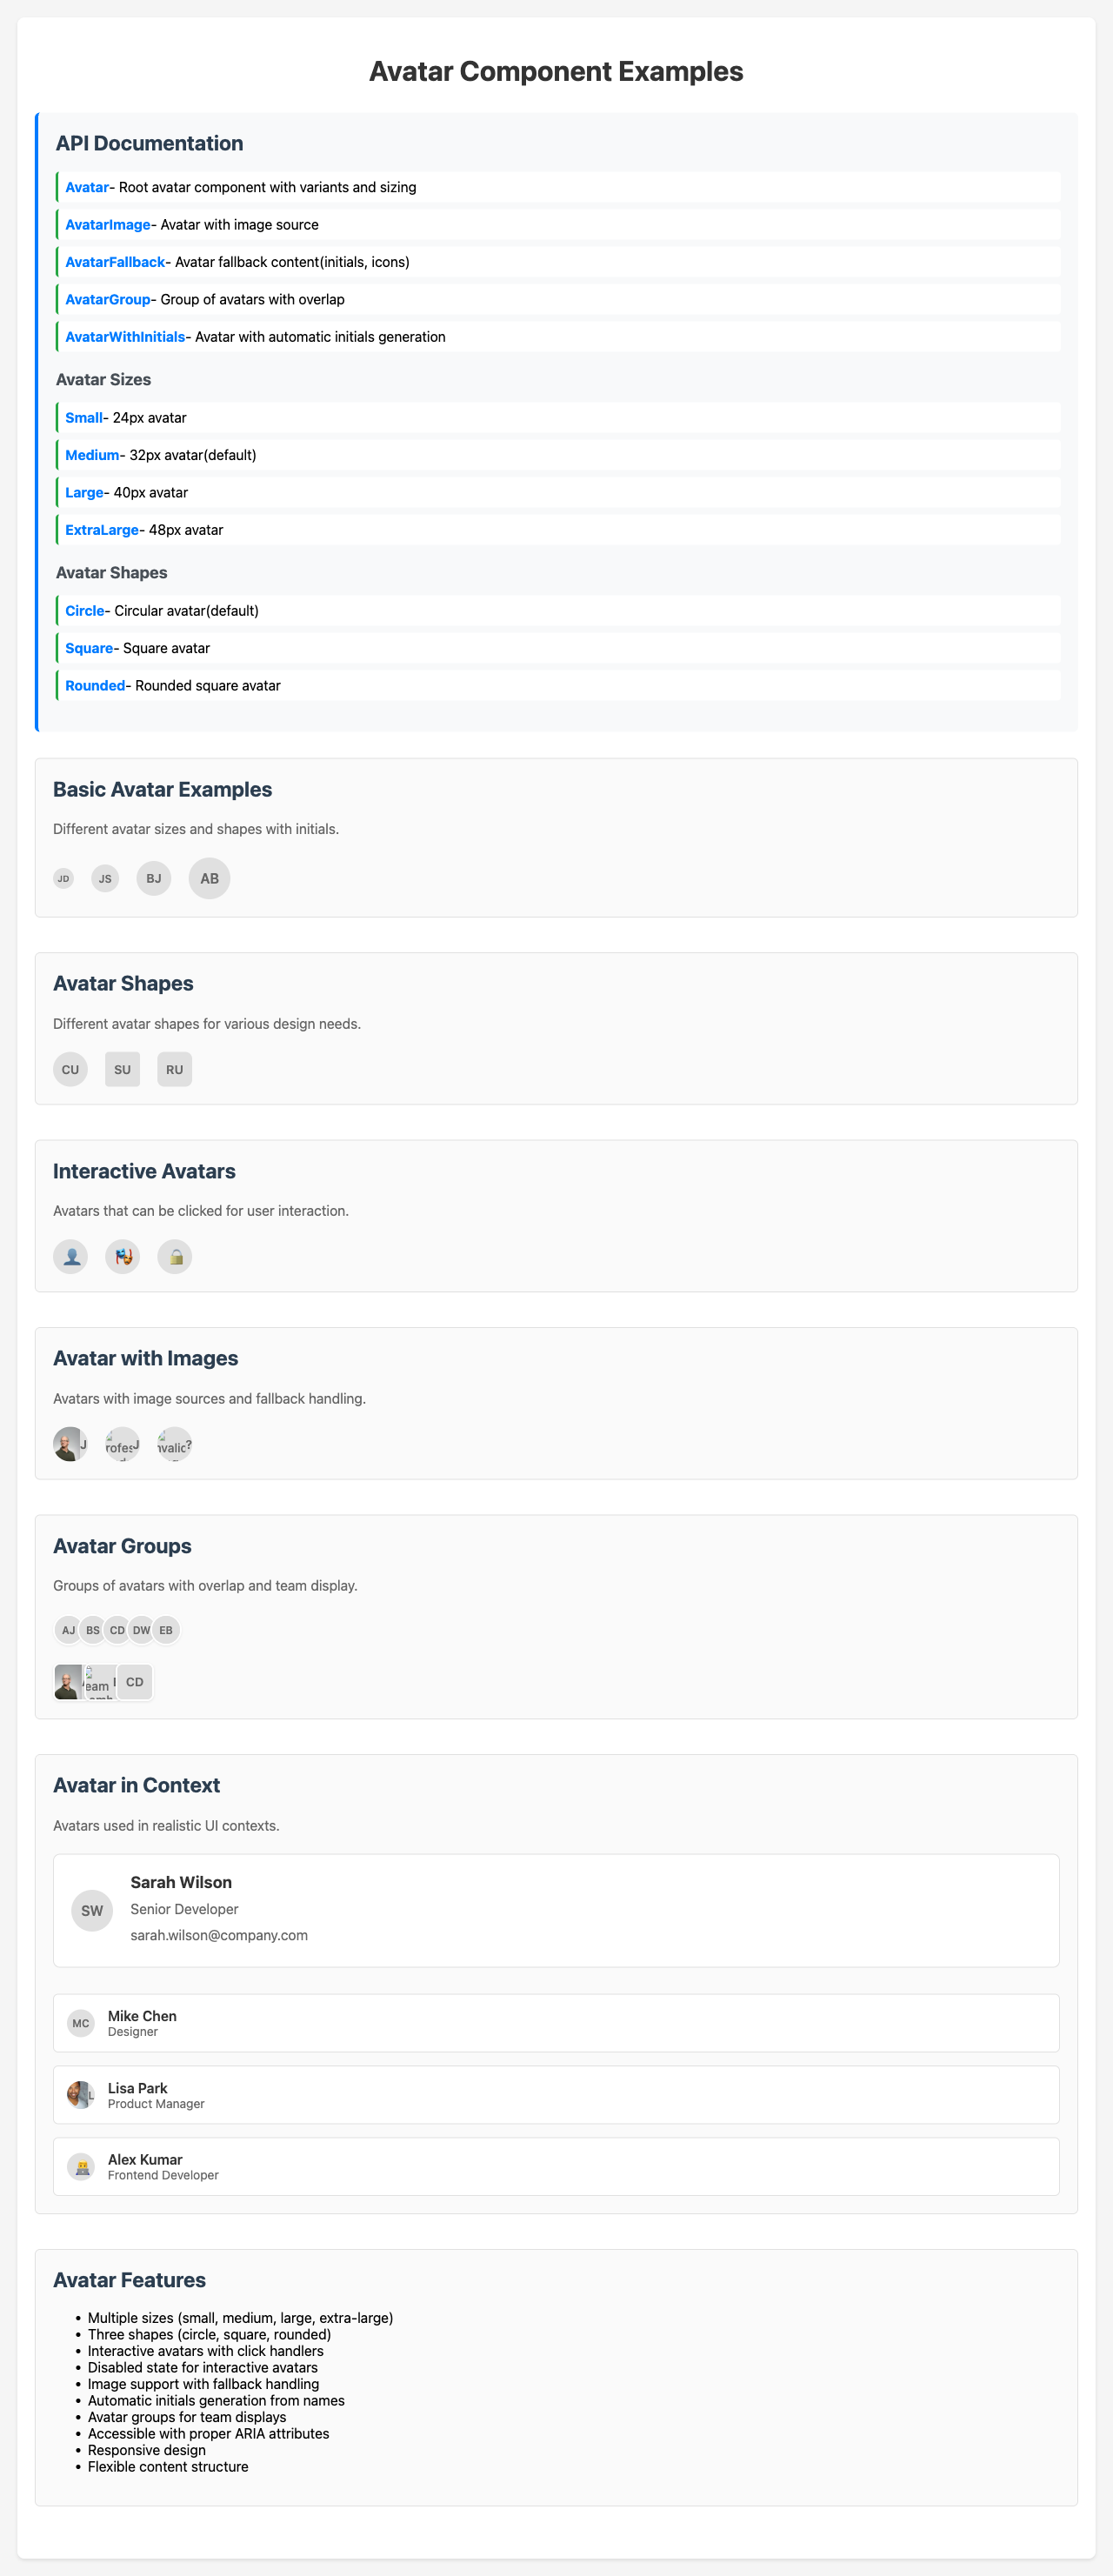 Avatar Component Examples
API Documentation
Avatar- Root avatar component with variants and sizing
AvatarImage- Avatar with image source
AvatarFallback- Avatar fallback content(initials, icons)
AvatarGroup- Group of avatars with overlap
AvatarWithInitials- Avatar with automatic initials generation
Avatar Sizes
Small- 24px avatar
Medium- 32px avatar(default)
Large- 40px avatar
ExtraLarge- 48px avatar
Avatar Shapes
Circle- Circular avatar(default)
Square- Square avatar
Rounded- Rounded square avatar
Basic Avatar Examples
Different avatar sizes and shapes with initials.
JD JS BJ AB
Avatar Shapes
Different avatar shapes for various design needs.
CU SU RU
Interactive Avatars
Avatars that can be clicked for user interaction.
Avatar with Images
Avatars with image sources and fallback handling.
J J ?
Avatar Groups
Groups of avatars with overlap and team display.
AJ BS CD DW EB
eam CD
Avatar in Context
Avatars used in realistic UI contexts.
SW
Sarah Wilson
Senior Developer
sarah.wilson@company.com
MC
Mike Chen
Designer
L
Lisa Park
Product Manager
Alex Kumar
Frontend Developer
Avatar Features
• Multiple sizes (small, medium, large, extra-large)
• Three shapes (circle, square, rounded)
• Interactive avatars with click handlers
• Disabled state for interactive avatars
• Image support with fallback handling
• Automatic initials generation from names
• Avatar groups for team displays
• Accessible with proper ARIA attributes
• Responsive design
• Flexible content structure